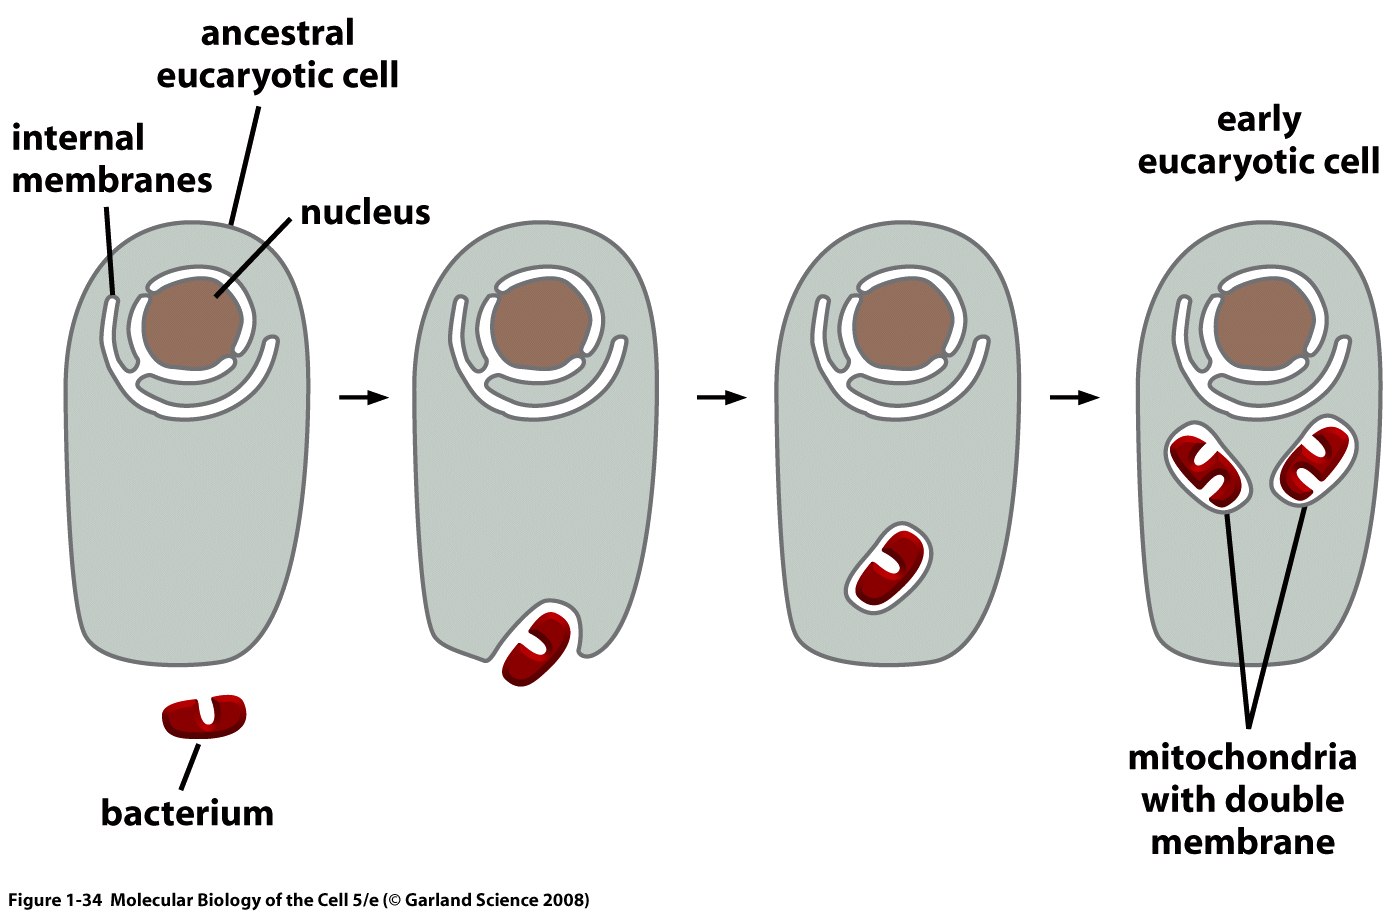 ancestral
eucaryotic cell
internal
membranes
nucleus
early
eucaryotic cell
bacterium
mitochondria
with double
membrane
Figure 1-34  Molecular Biology of the Cell 5/e (© Garland Science 2008)